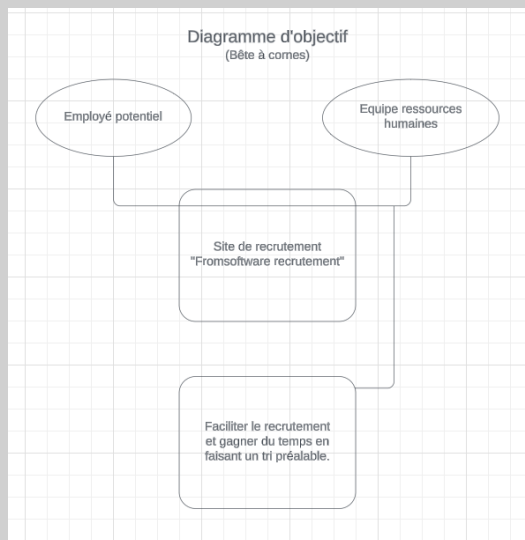 Diagramme d'objectif
(Bête à cornes)
Employé potentiel
Equipe ressources
humaines
Site de recrutement
"Fromsoftware recrutement"
Faciliter le recrutement
et gagner du temps en
faisant un tri préalable.